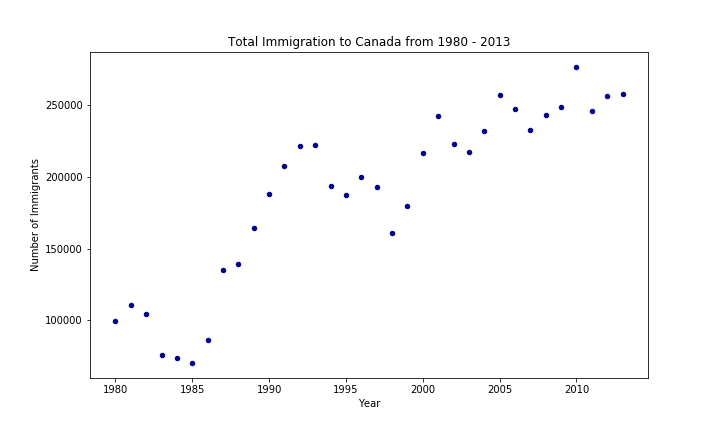 Total Immigration to Canada from 1980 - 2013
250000
200000
150000
100000
Number of Immigrants
1980 1985 1990 1995 2000 2005 2010
Year